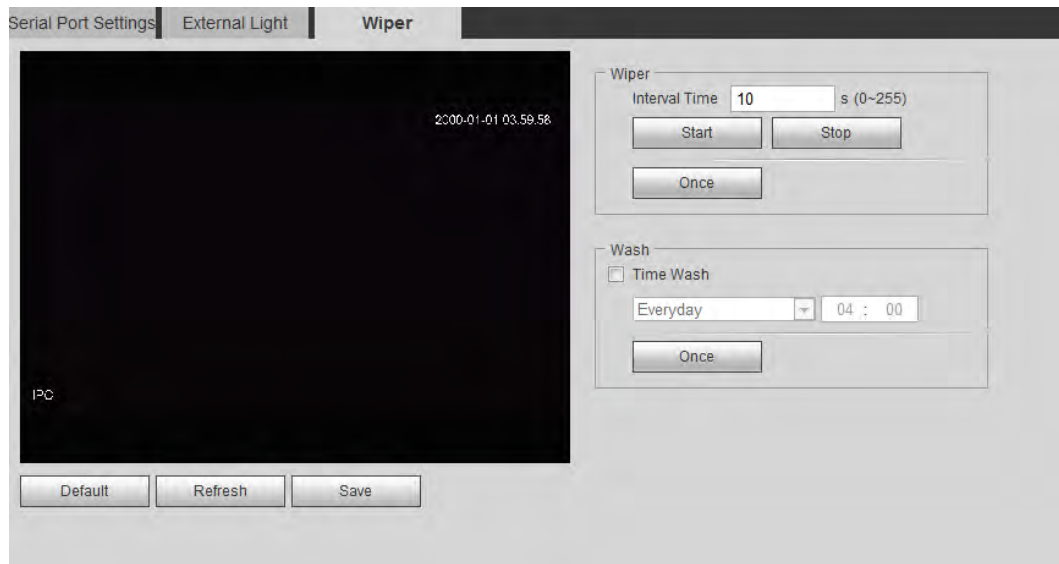 Serial Port Settings External Light Wiper
2000-01-01 03:59:58
IPC
Default Refresh Save
Wiper
Interval Time 10 s (0~255)
Start Stop
Once
Wash
Time Wash
Everyday 04 : 00
Once